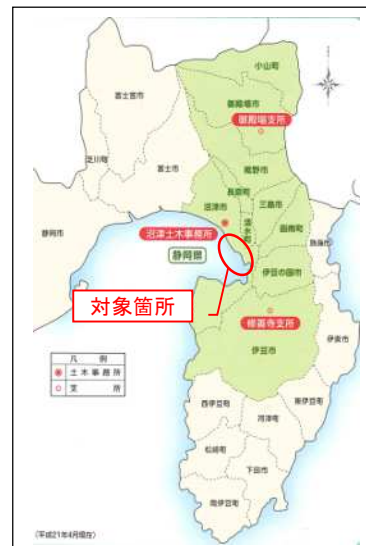 小山町
御殿場市
御殿場支所
富士宮市
裾野市
芝川町
富士市
長泉町
三島市
沼津市
清水町
函南町
静岡市
沼津土木事務所
熱海市
静岡県
伊豆の国市
対象箇所
修善寺支所
伊東市
伊豆市
凡例
土木事務所
支所
西伊豆町
東伊豆町
河津町
松崎町
下田市
南伊豆町
(平成21年4月現在)